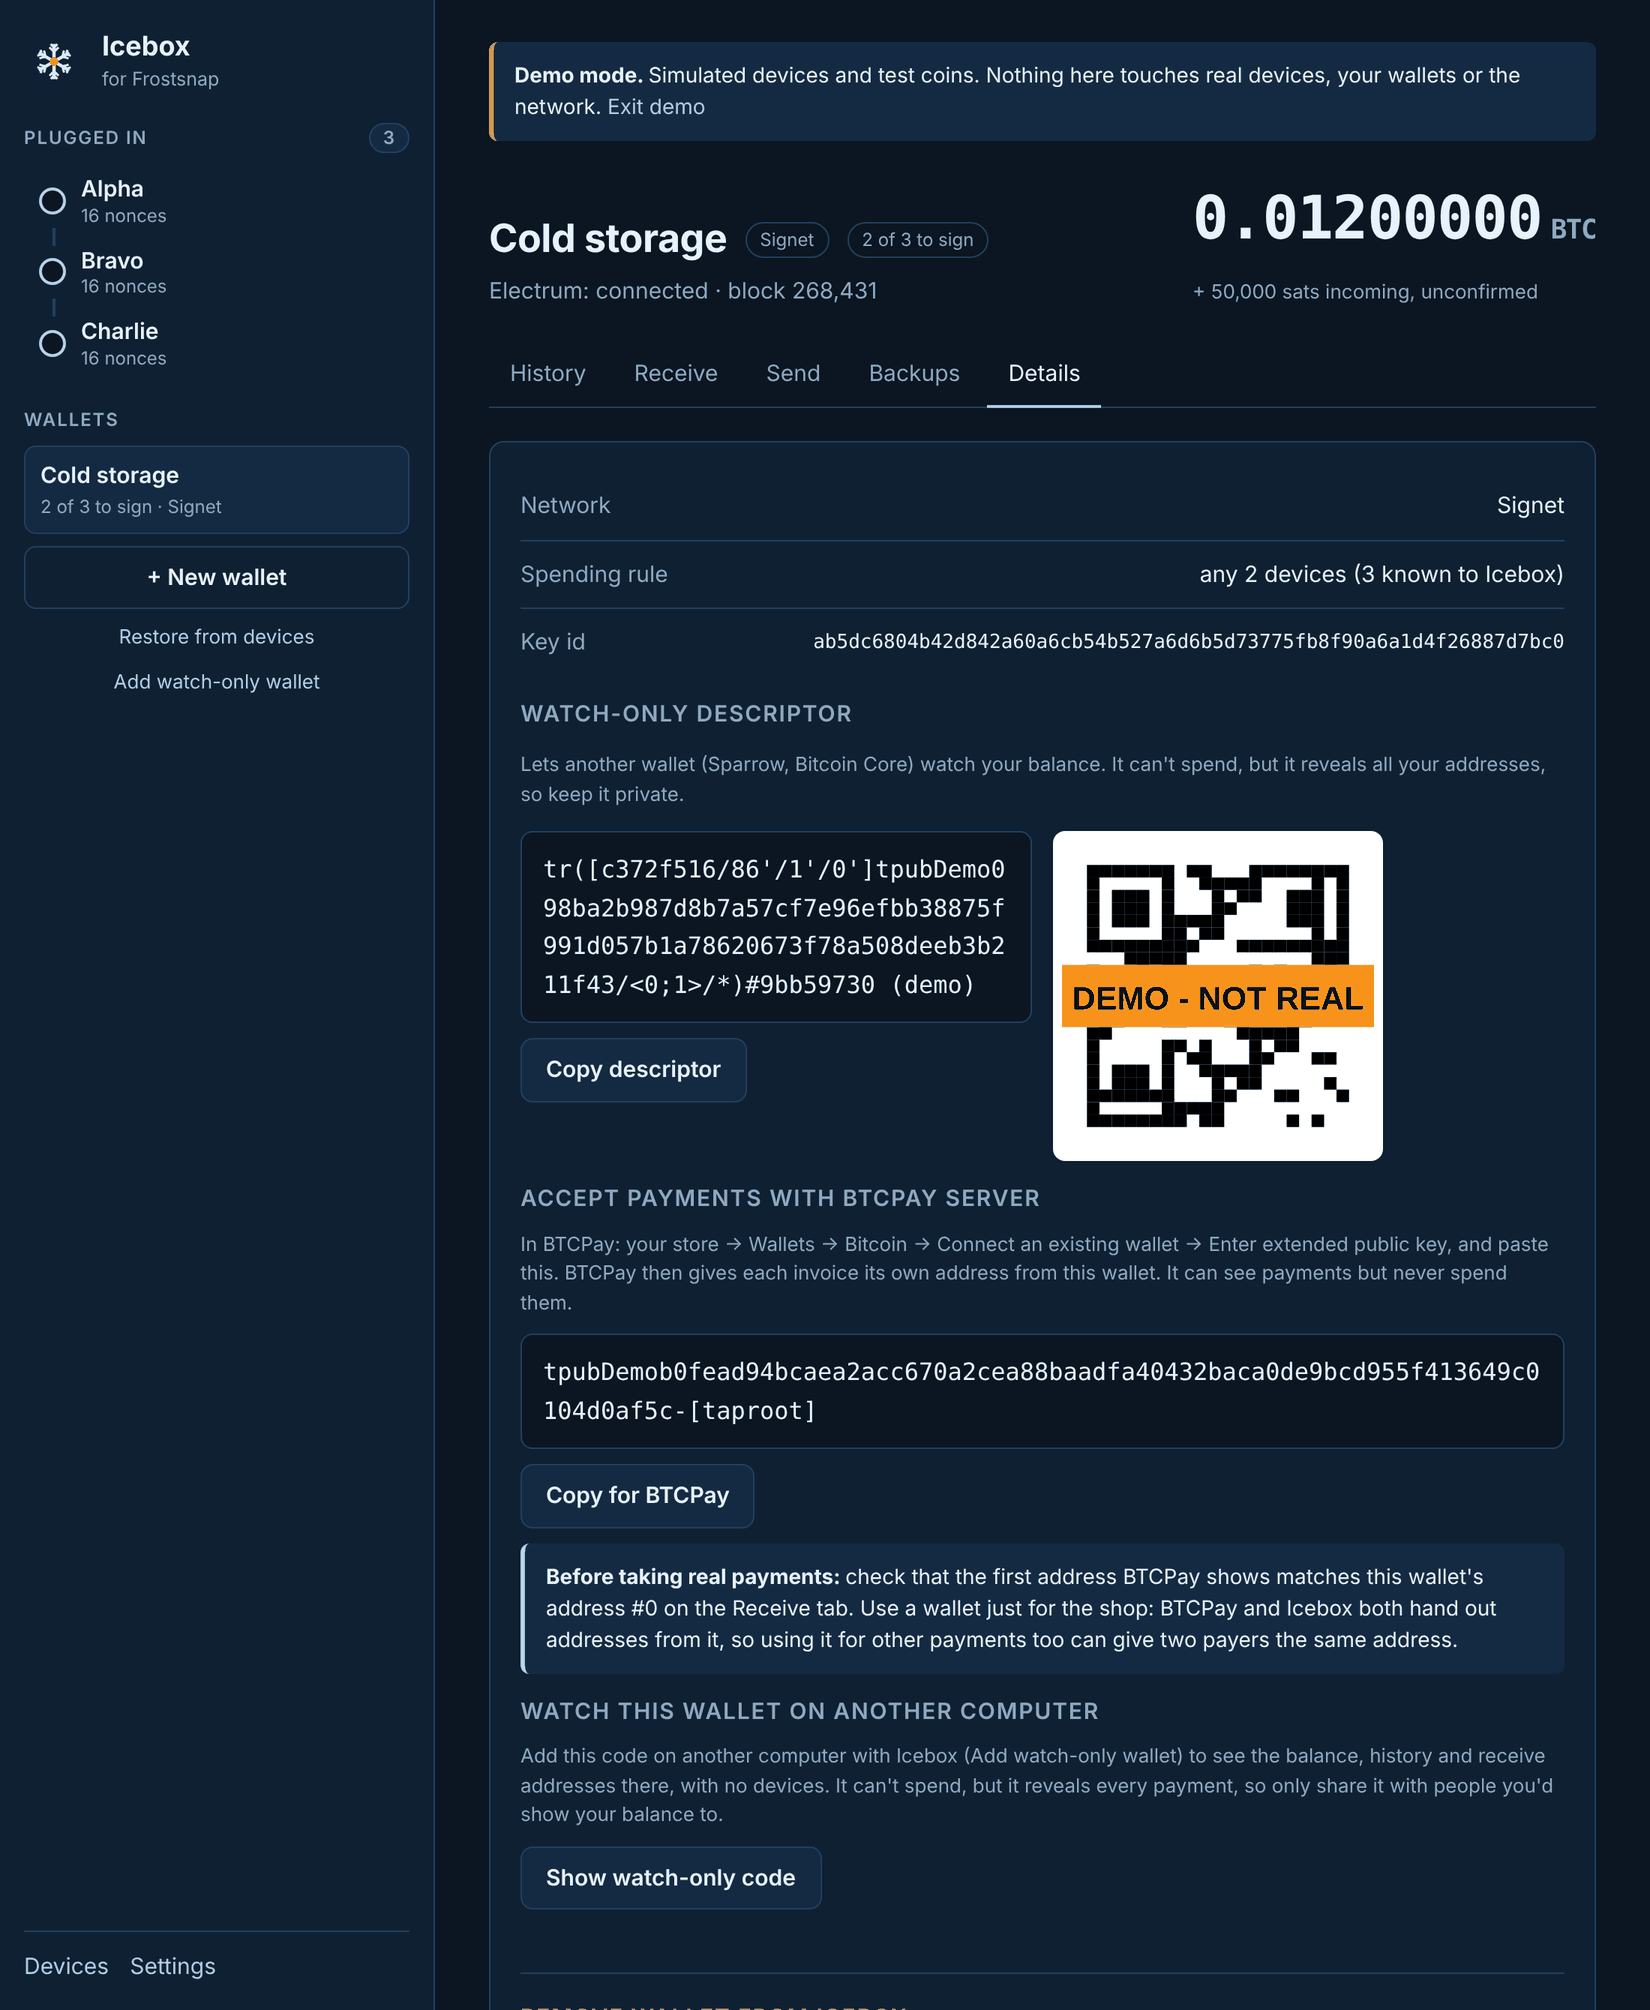 Icebox
for Frostsnap
PLUGGED IN
3
Alpha
16 nonces
Bravo
16 nonces
Charlie
16 nonces
WALLETS
Cold storage
2 of 3 to sign · Signet
+ New wallet
Restore from devices
Add watch-only wallet
Devices
Settings
Demo mode. Simulated devices and test coins. Nothing here touches real devices, your wallets or the
network. Exit demo
Cold storage
Signet
2 of 3 to sign
Electrum: connected · block 268,431
0.01200000 BTC
+ 50,000 sats incoming, unconfirmed
History
Receive
Send
Backups
Details
Network
Signet
Spending rule
any 2 devices (3 known to Icebox)
Key id
ab5dc6804b42d842a60a6cb54b527a6d6b5d73775fb8f90a6a1d4f26887d7bc0
WATCH-ONLY DESCRIPTOR
Lets another wallet (Sparrow, Bitcoin Core) watch your balance. It can't spend, but it reveals all your addresses,
so keep it private.
tr([c372f516/86'/1'/0']tpubDemo0
98ba2b987d8b7a57cf7e96efbb38875f
991d057b1a78620673f78a508deeb3b2
11f43/<0;1>/*)#9bb59730 (demo)
DEMO - NOT REAL
Copy descriptor
ACCEPT PAYMENTS WITH BTCPAY SERVER
In BTCPay: your store → Wallets → Bitcoin → Connect an existing wallet → Enter extended public key, and paste
this. BTCPay then gives each invoice its own address from this wallet. It can see payments but never spend
them.
tpubDemob0fead94bcaea2acc670a2cea88baadfa40432baca0de9bcd955f413649c0
104d0af5c-[taproot]
Copy for BTCPay
Before taking real payments: check that the first address BTCPay shows matches this wallet's
address #0 on the Receive tab. Use a wallet just for the shop: BTCPay and Icebox both hand out
addresses from it, so using it for other payments too can give two payers the same address.
WATCH THIS WALLET ON ANOTHER COMPUTER
Add this code on another computer with Icebox (Add watch-only wallet) to see the balance, history and receive
addresses there, with no devices. It can't spend, but it reveals every payment, so only share it with people you'd
show your balance to.
Show watch-only code